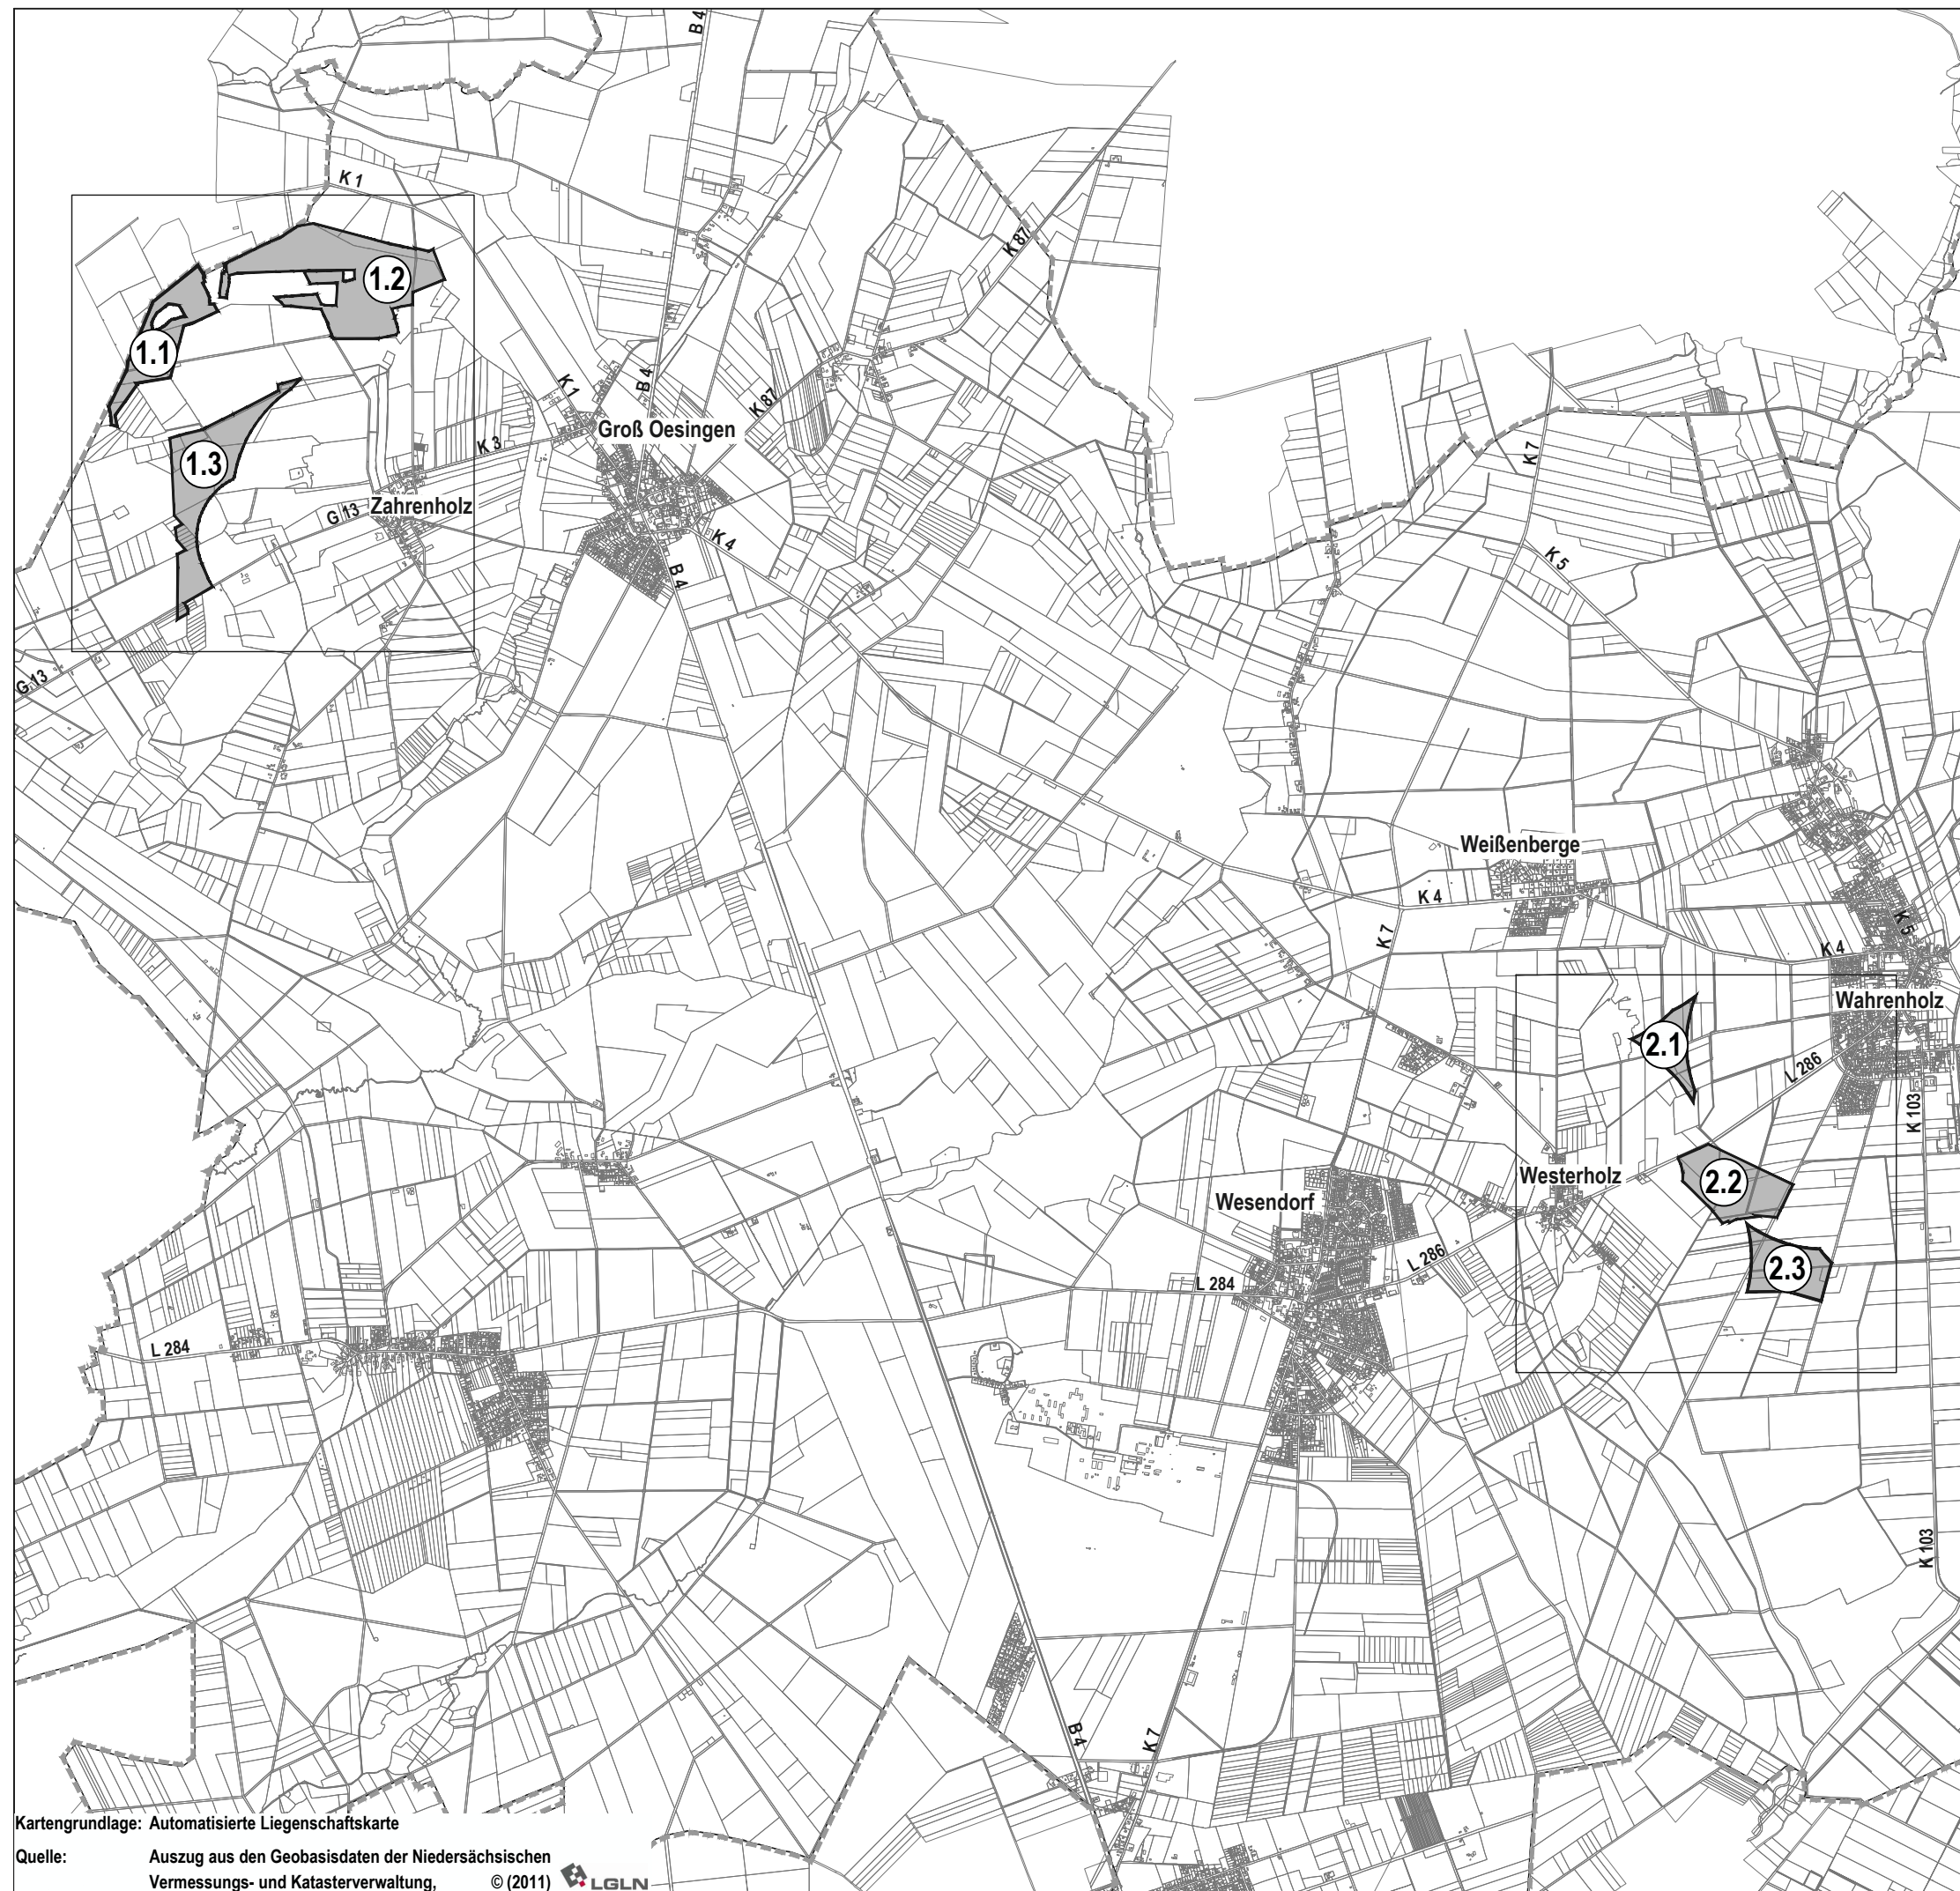 B 4
K 1
K 87
1.2
1.1
K 1
B 4
K 87
Groß Oesingen
K 3
K 7
1.3
Zahrenholz
G 13
K 4
K 5
B 4
G 13
Weißenberge
K 4
K 5
K 7
K 4
Wahrenholz
2.1
L 286
K 103
Westerholz
2.2
Wesendorf
L 286
2.3
L 284
L 284
K 103
B 4
K 7
Kartengrundlage: Automatisierte Liegenschaftskarte
Quelle: Auszug aus den Geobasisdaten der Niedersächsischen
Vermessungs- und Katasterverwaltung, © (2011) LGLN